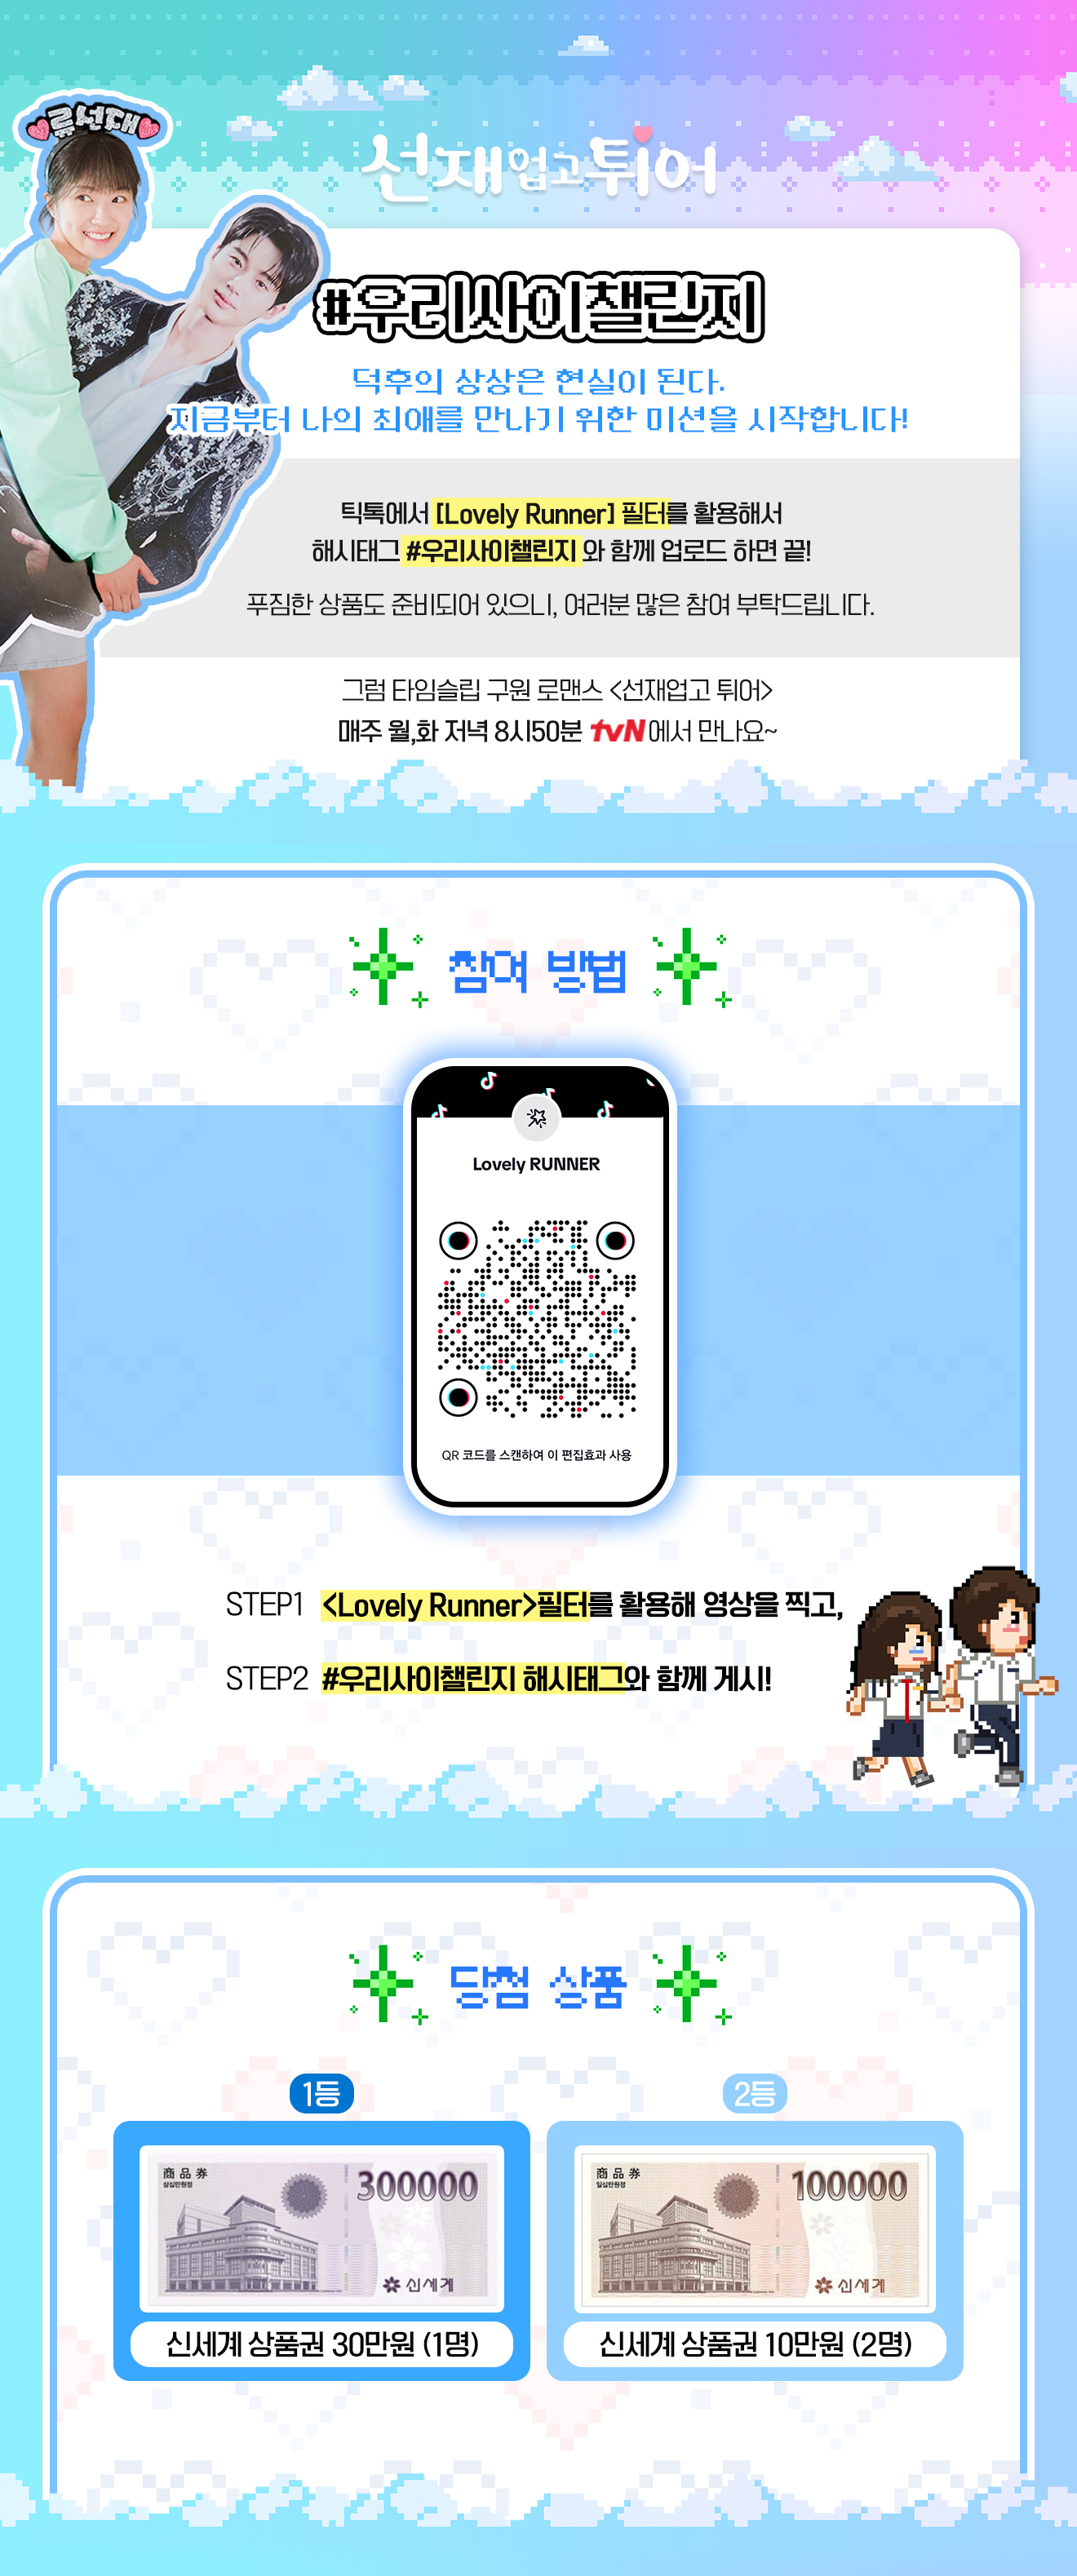 류선재
선재 업고 튀어
#우리사이챌린지
덕후의 상상은 현실이 된다.
지금부터 나의 최애를 만나기 위한 미션을 시작합니다!
틱톡에서 [Lovely Runner] 필터를 활용해서
해시태그 #우리사이챌린지 와 함께 업로드 하면 끝!
푸짐한 상품도 준비되어 있으니, 여러분 많은 참여 부탁드립니다.
그럼 타임슬립 구원 로맨스 <선재업고 튀어>
매주 월,화 저녁 8시50분 tvN에서 만나요~
참여 방법
Lovely RUNNER
QR 코드를 스캔하여 이 편집효과 사용
STEP1 <Lovely Runner>필터를 활용해 영상을 찍고,
STEP2 #우리사이챌린지 해시태그와 함께 게시!
당첨 상품
1등
商品券
삼십만원정
300000
신세계
신세계 상품권 30만원 (1명)
2등
商品券
일십만원정
100000
신세계
신세계 상품권 10만원 (2명)